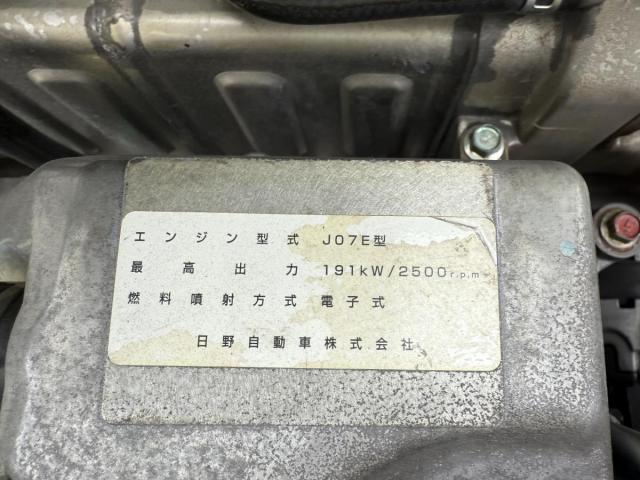 エンジン型式 J07E型
最高出力 191kW/2500r.p.m
燃料噴射方式 電子式
日野自動車株式会社